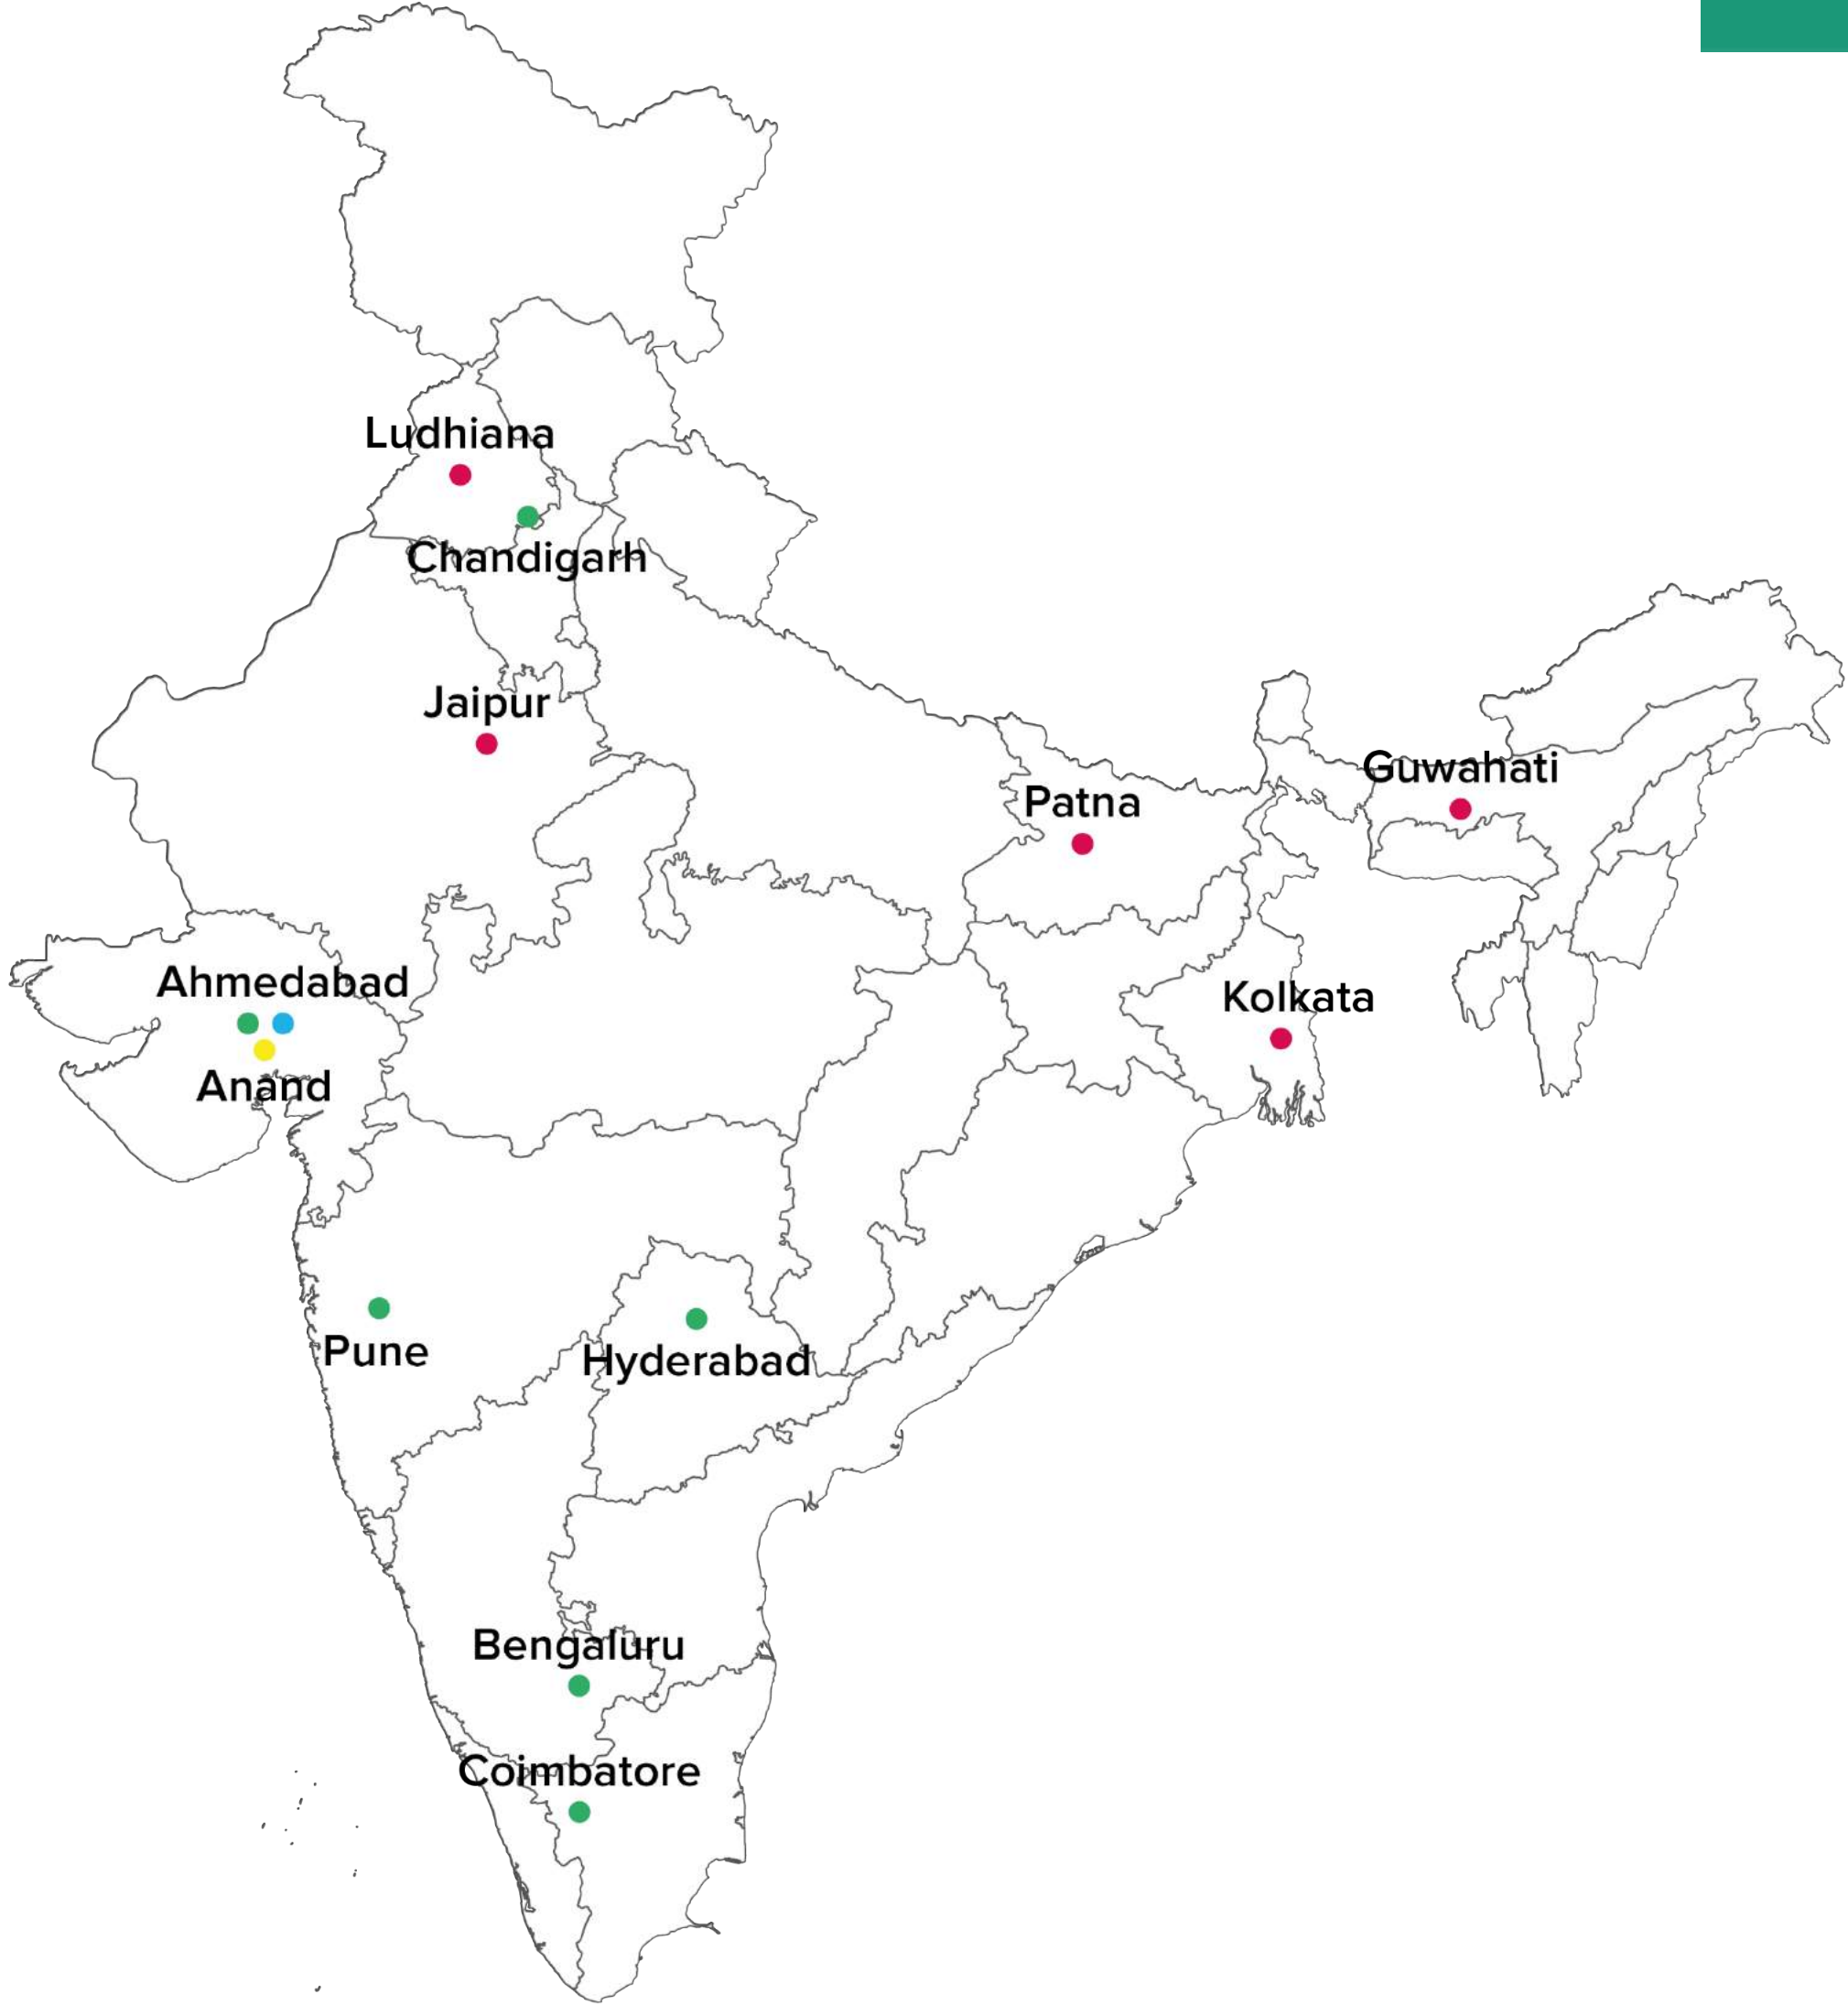 Ludhiana
Chandigarh
Jaipur
Guwahati
Patna
Ahmedabad
Kolkata
Anand
Pune
Hyderabad
Bengaluru
Coimbatore